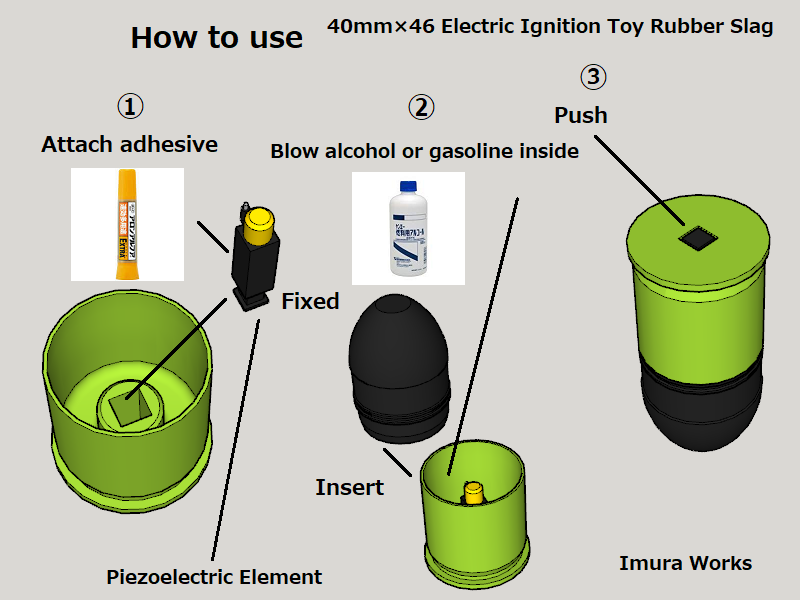 How to use
40mm×46 Electric Ignition Toy Rubber Slag
①
Attach adhesive
②
Blow alcohol or gasoline inside
③
Push
EXTRA
Fixed
Insert
Piezoelectric Element
Imura Works